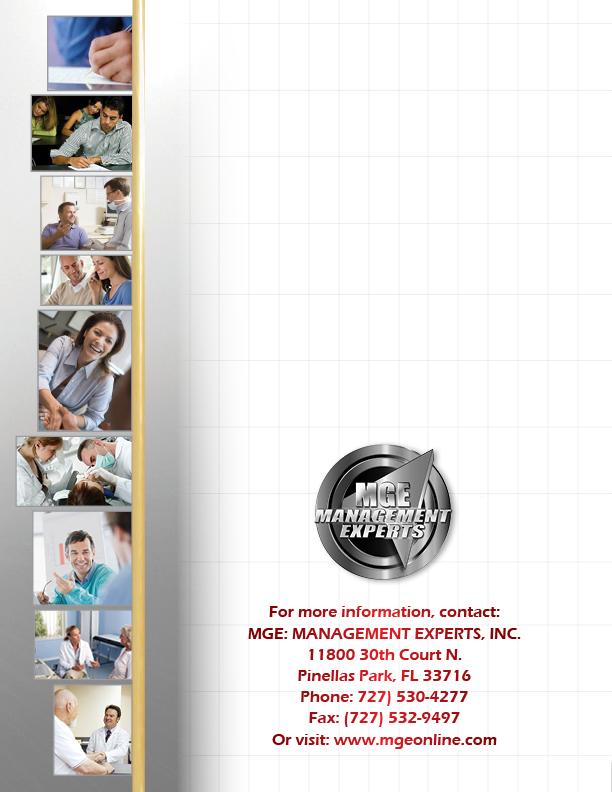 MGE
MANAGEMENT
EXPERTS
For more information, contact:
MGE: MANAGEMENT EXPERTS, INC.
11800 30th Court N.
Pinellas Park, FL 33716
Phone: 727) 530-4277
Fax: (727) 532-9497
Or visit: www.mgeonline.com